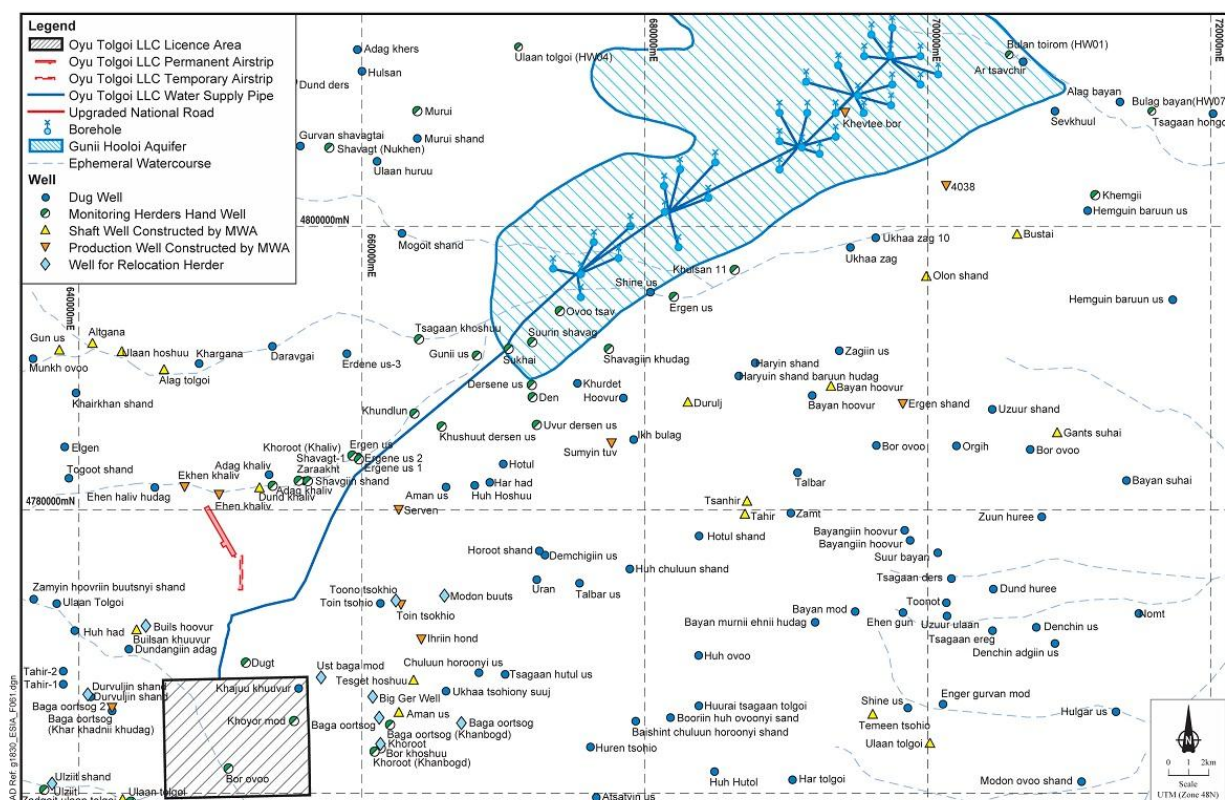 Legend
Oyu Tolgoi LLC Licence Area
Oyu Tolgoi LLC Permanent Airstrip
Oyu Tolgoi LLC Temporary Airstrip
Oyu Tolgoi LLC Water Supply Pipe
Upgraded National Road
Borehole
Gunii Hooloi Aquifer
Ephemeral Watercourse
Well
Dug Well
Monitoring Herders Hand Well
Shaft Well Constructed by MWA
Production Well Constructed by MWA
Well for Relocation Herder
640000mE
660000mE
680000mE
700000mE
720000mE
4800000mN
4780000mN
Adag khers
Hulsan
Dund ders
Murui
Gurvan shavagtai
Murui shand
Shavagt (Nukhen)
Ulaan huruu
Ulaan tolgoi (HW04)
Bulan toirom (HW01)
Ar tsavchir
Alag bayan
Bulag bayan(HW07
Sevkhuul
Tsagaan hongo
Khevtee bor
4038
Khemgii
Hemguin baruun us
Mogoit shand
Ukhaa zag 10
Ukhaa zag
Bustai
Khulsan 11
Olon shand
Shine us
Ergen us
Hemguin baruun us
Ovoo tsav
Gun us
Altgana
Ulaan hoshuu
Munkh ovoo
Khargana
Alag tolgoi
Daravgai
Erdene us-3
Tsagaan khoshuu
Gunii us
Suurin shavag
Sukhai
Shavagiin khudag
Zagiin us
Haryin shand
Haryuin shand baruun hudag
Bayan hoovur
Bayan hoovur
Khairkhan shand
Dersene us
Den
Khurdet
Hoovur
Durulj
Ergen shand
Uzuur shand
Khundlun
Khushuut dersen us
Uvur dersen us
Gants suhai
Elgen
Khoroot (Khaliv)
Ergen us
Ikh bulag
Sumyin tuv
Bor ovoo
Orgih
Bor ovoo
Togoot shand
Adag khaliv
Shavagt-1
Ergene us 2
Ergene us 1
Hotul
Ekhen khaliv
Zaraakht
Shavgiin shand
Har had
Talbar
Bayan suhai
Ehen haliv hudag
Adag khaliv
Dund khaliv
Aman us
Huh Hoshuu
Ehen khaliv
Serven
Tsanhir
Tahir
Zamt
Zuun huree
Hotul shand
Bayangiin hoovur
Bayangiin hoovur
Suur bayan
Horoot shand
Demchigiin us
Huh chuluun shand
Zamyin hoovriin buutsnyi shand
Toono tsokhio
Modon buuts
Uran
Talbar us
Tsagaan ders
Dund huree
Ulaan Tolgoi
Toin tsohio
Toin tsokhio
Toonot
Nomt
Huh had
Buils hoovur
Builsan khuuvur
Bayan mod
Bayan murnii ehnii hudag
Ehen gun
Uzuur ulaan
Denchin us
Dundangiin adag
Ihriin hond
Tsagaan ereg
Denchin adgiin us
Dugt
Huh ovoo
Tahir-2
Ust baga mod
Chuluun horoonyi us
Tahir-1
Durvuljin shand
Durvuljin shand
Khajuu khuuvur
Tesget hoshuu
Tsagaan hutul us
Big Ger Well
Ukhaa tsohiony suuj
Baga oortsog 2
Baga oortsog
(Khar khadnii khudag)
Khoyor mod
Baga oortsog
Aman us
Baga oortsog
(Khanbogd)
Baga oortsog (Khanbogd)
Huurai tsagaan tolgoi
Booriin huh ovoonyi sand
Baishint chuluun horoonyi shand
Shine us
Enger gurvan mod
Temeen tsohio
Hulgar us
Khoroot
Bor khoshuu
Khoroot (Khanbogd)
Huren tsohio
Ulaan tolgoi
Bor ovoo
Ulziit shand
Ulziit
Ulaan tolgoi
Huh Hutol
Har tolgoi
Modon ovoo shand
Atsatyin us
N
0
2km
Scale
UTM (Zone 48N)
AD Ref: g1830_ESIA_F061.dgn